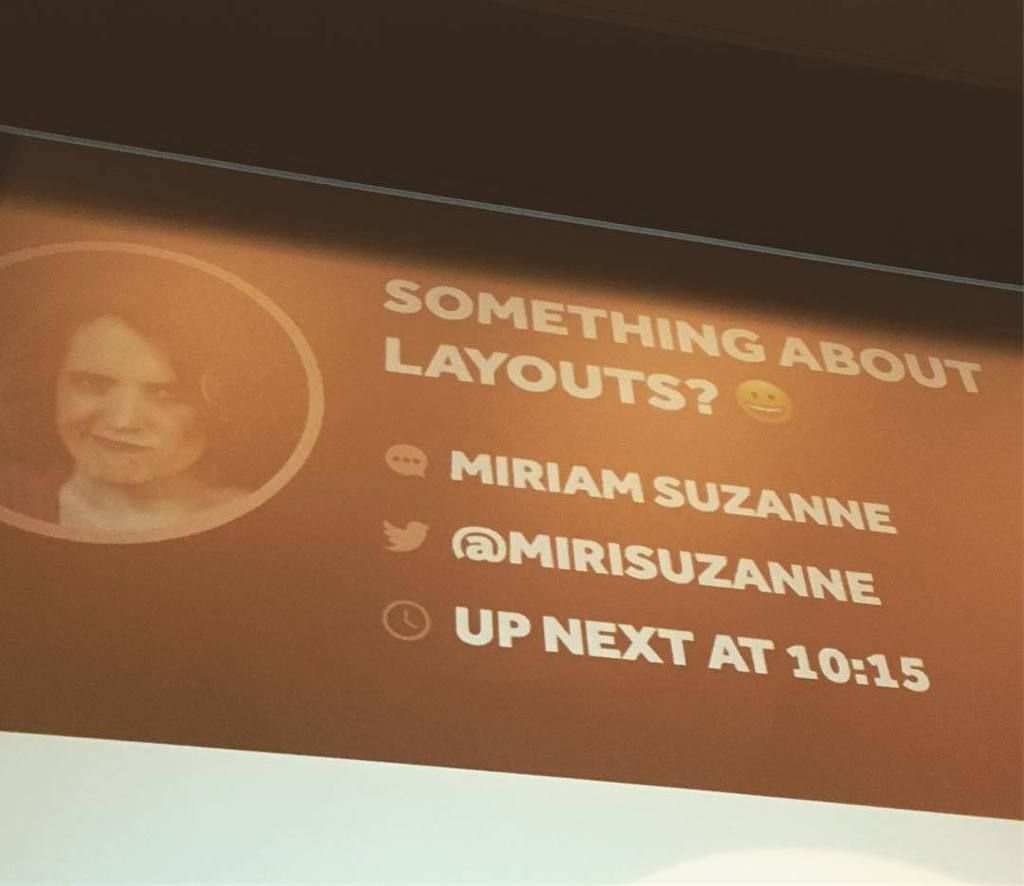 SOMETHING ABOUT
LAYOUTS? 😀
MIRIAM SUZANNE
@MIRISUZANNE
UP NEXT AT 10:15